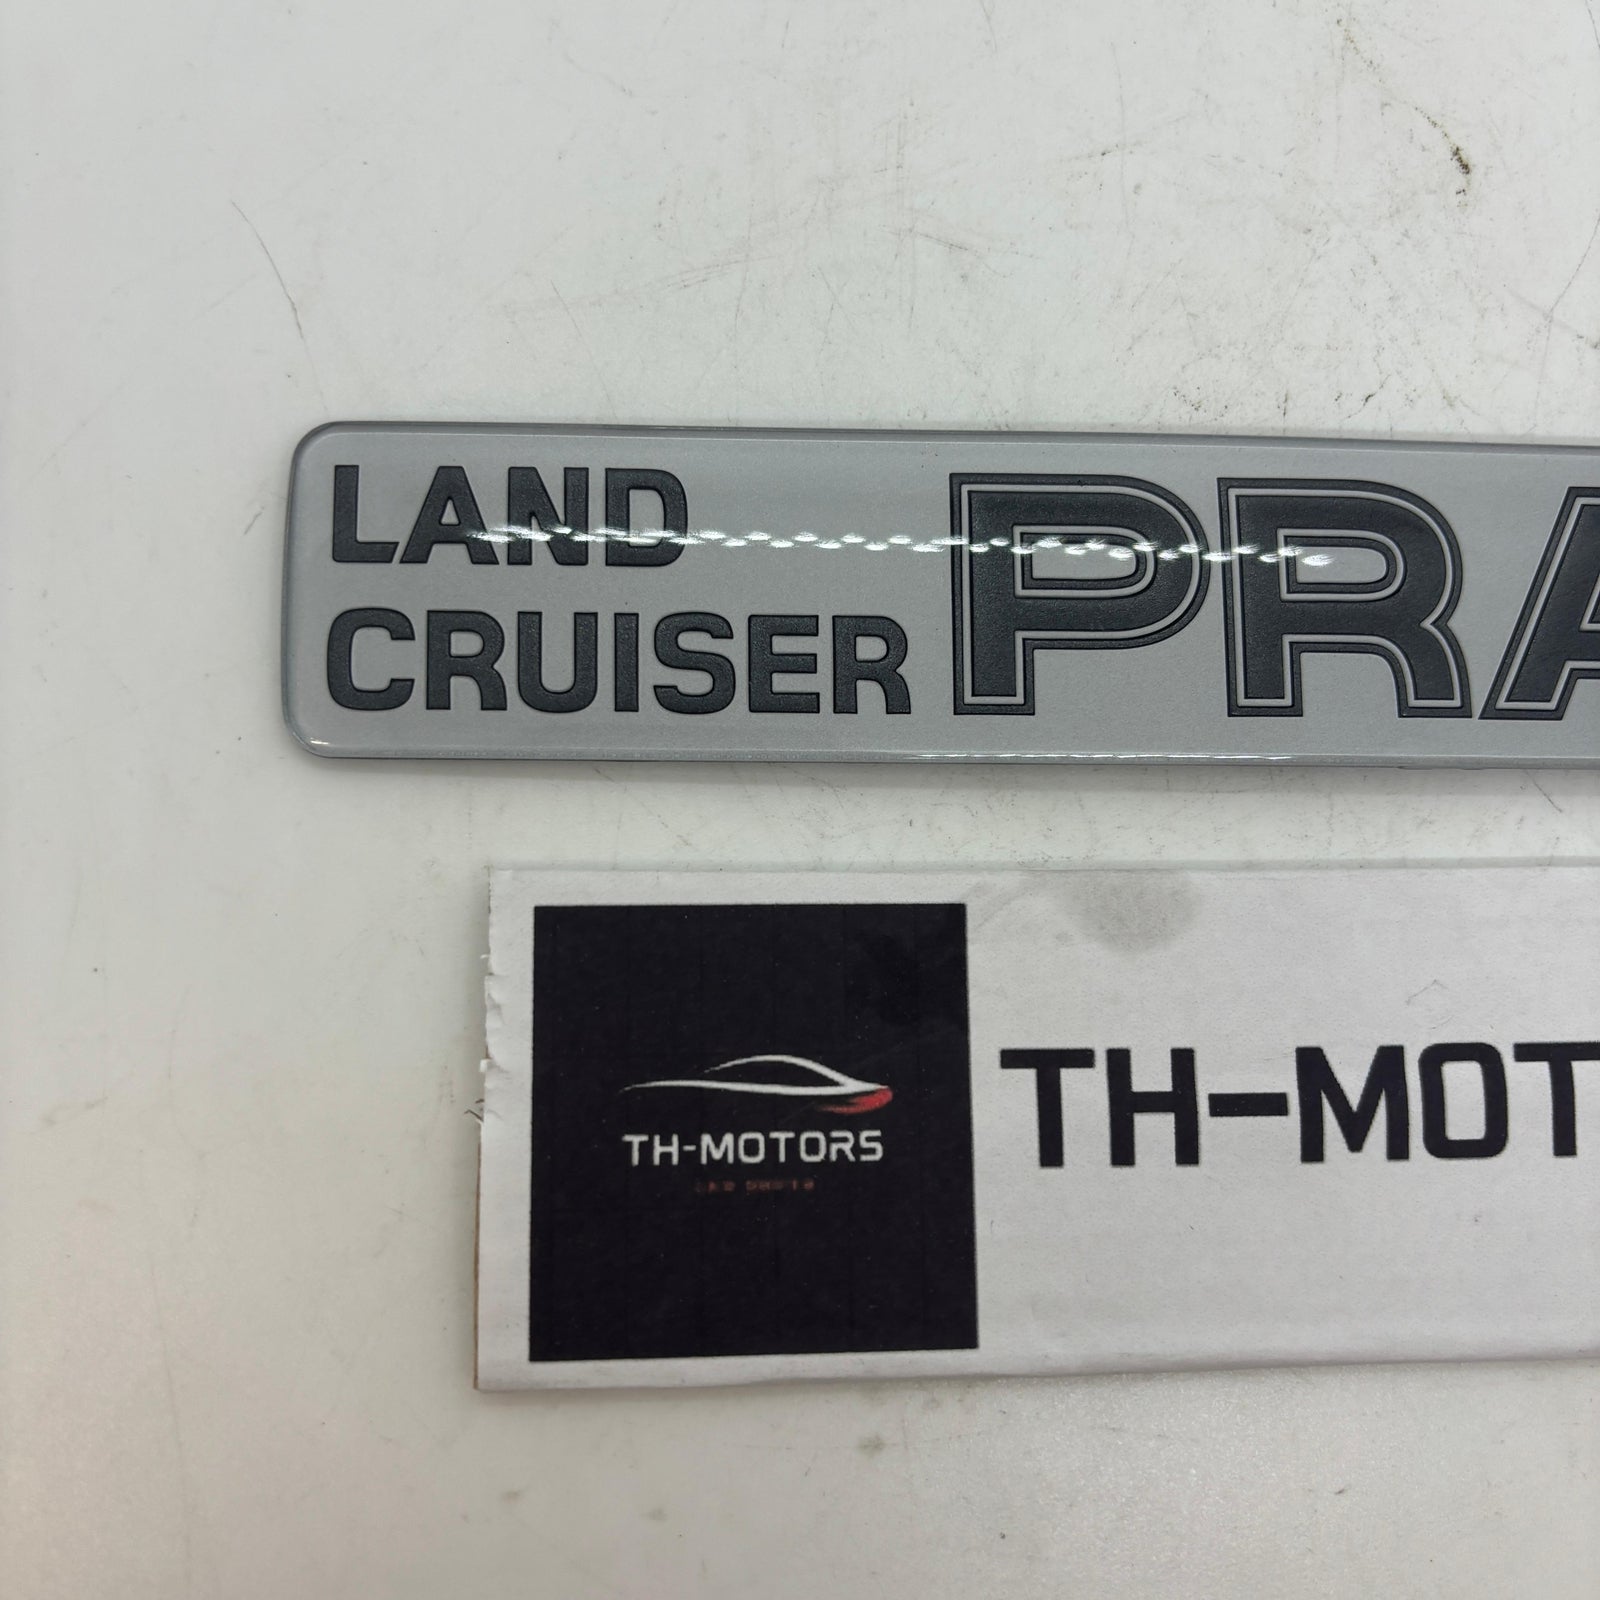 LAND
CRUISER PRA
TH-MOTORS
TH-MOT